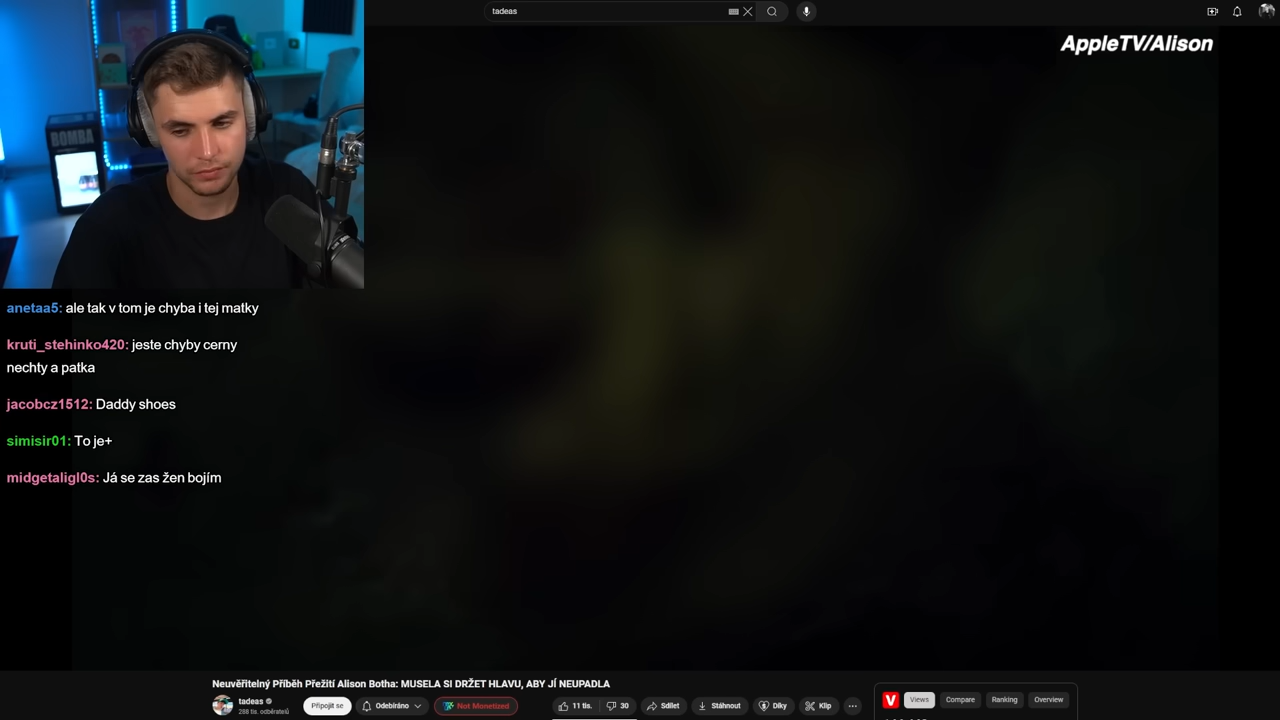 tadeas
AppleTV/Alison
BOMBA
anetaa5: ale tak v tom je chyba i tej matky
kruti_stehinko420: jeste chyby cerny
nechty a patka
jacobcz1512: Daddy shoes
simisir01: To je+
midgetaligl0s: Já se zas žen bojím
Neuvěřitelný Příběh Přežití Alison Botha: MUSELA SI DRŽET HLAVU, ABY JÍ NEUPADLA
tadeas
288 tis. odběratelů
Připojit se
Odebíráno
Not Monetized
11 tis.
30
Sdílet
Stáhnout
Díky
Klip
Views
Compare
Ranking
Overview